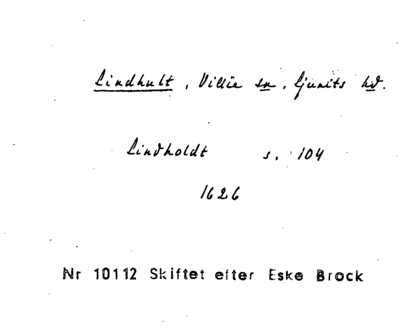 Lindhult, Villie sn, Ljunits hd.
Lindholdt s. 104
1626
Nr 10112 Skiftet efter Eske Brock